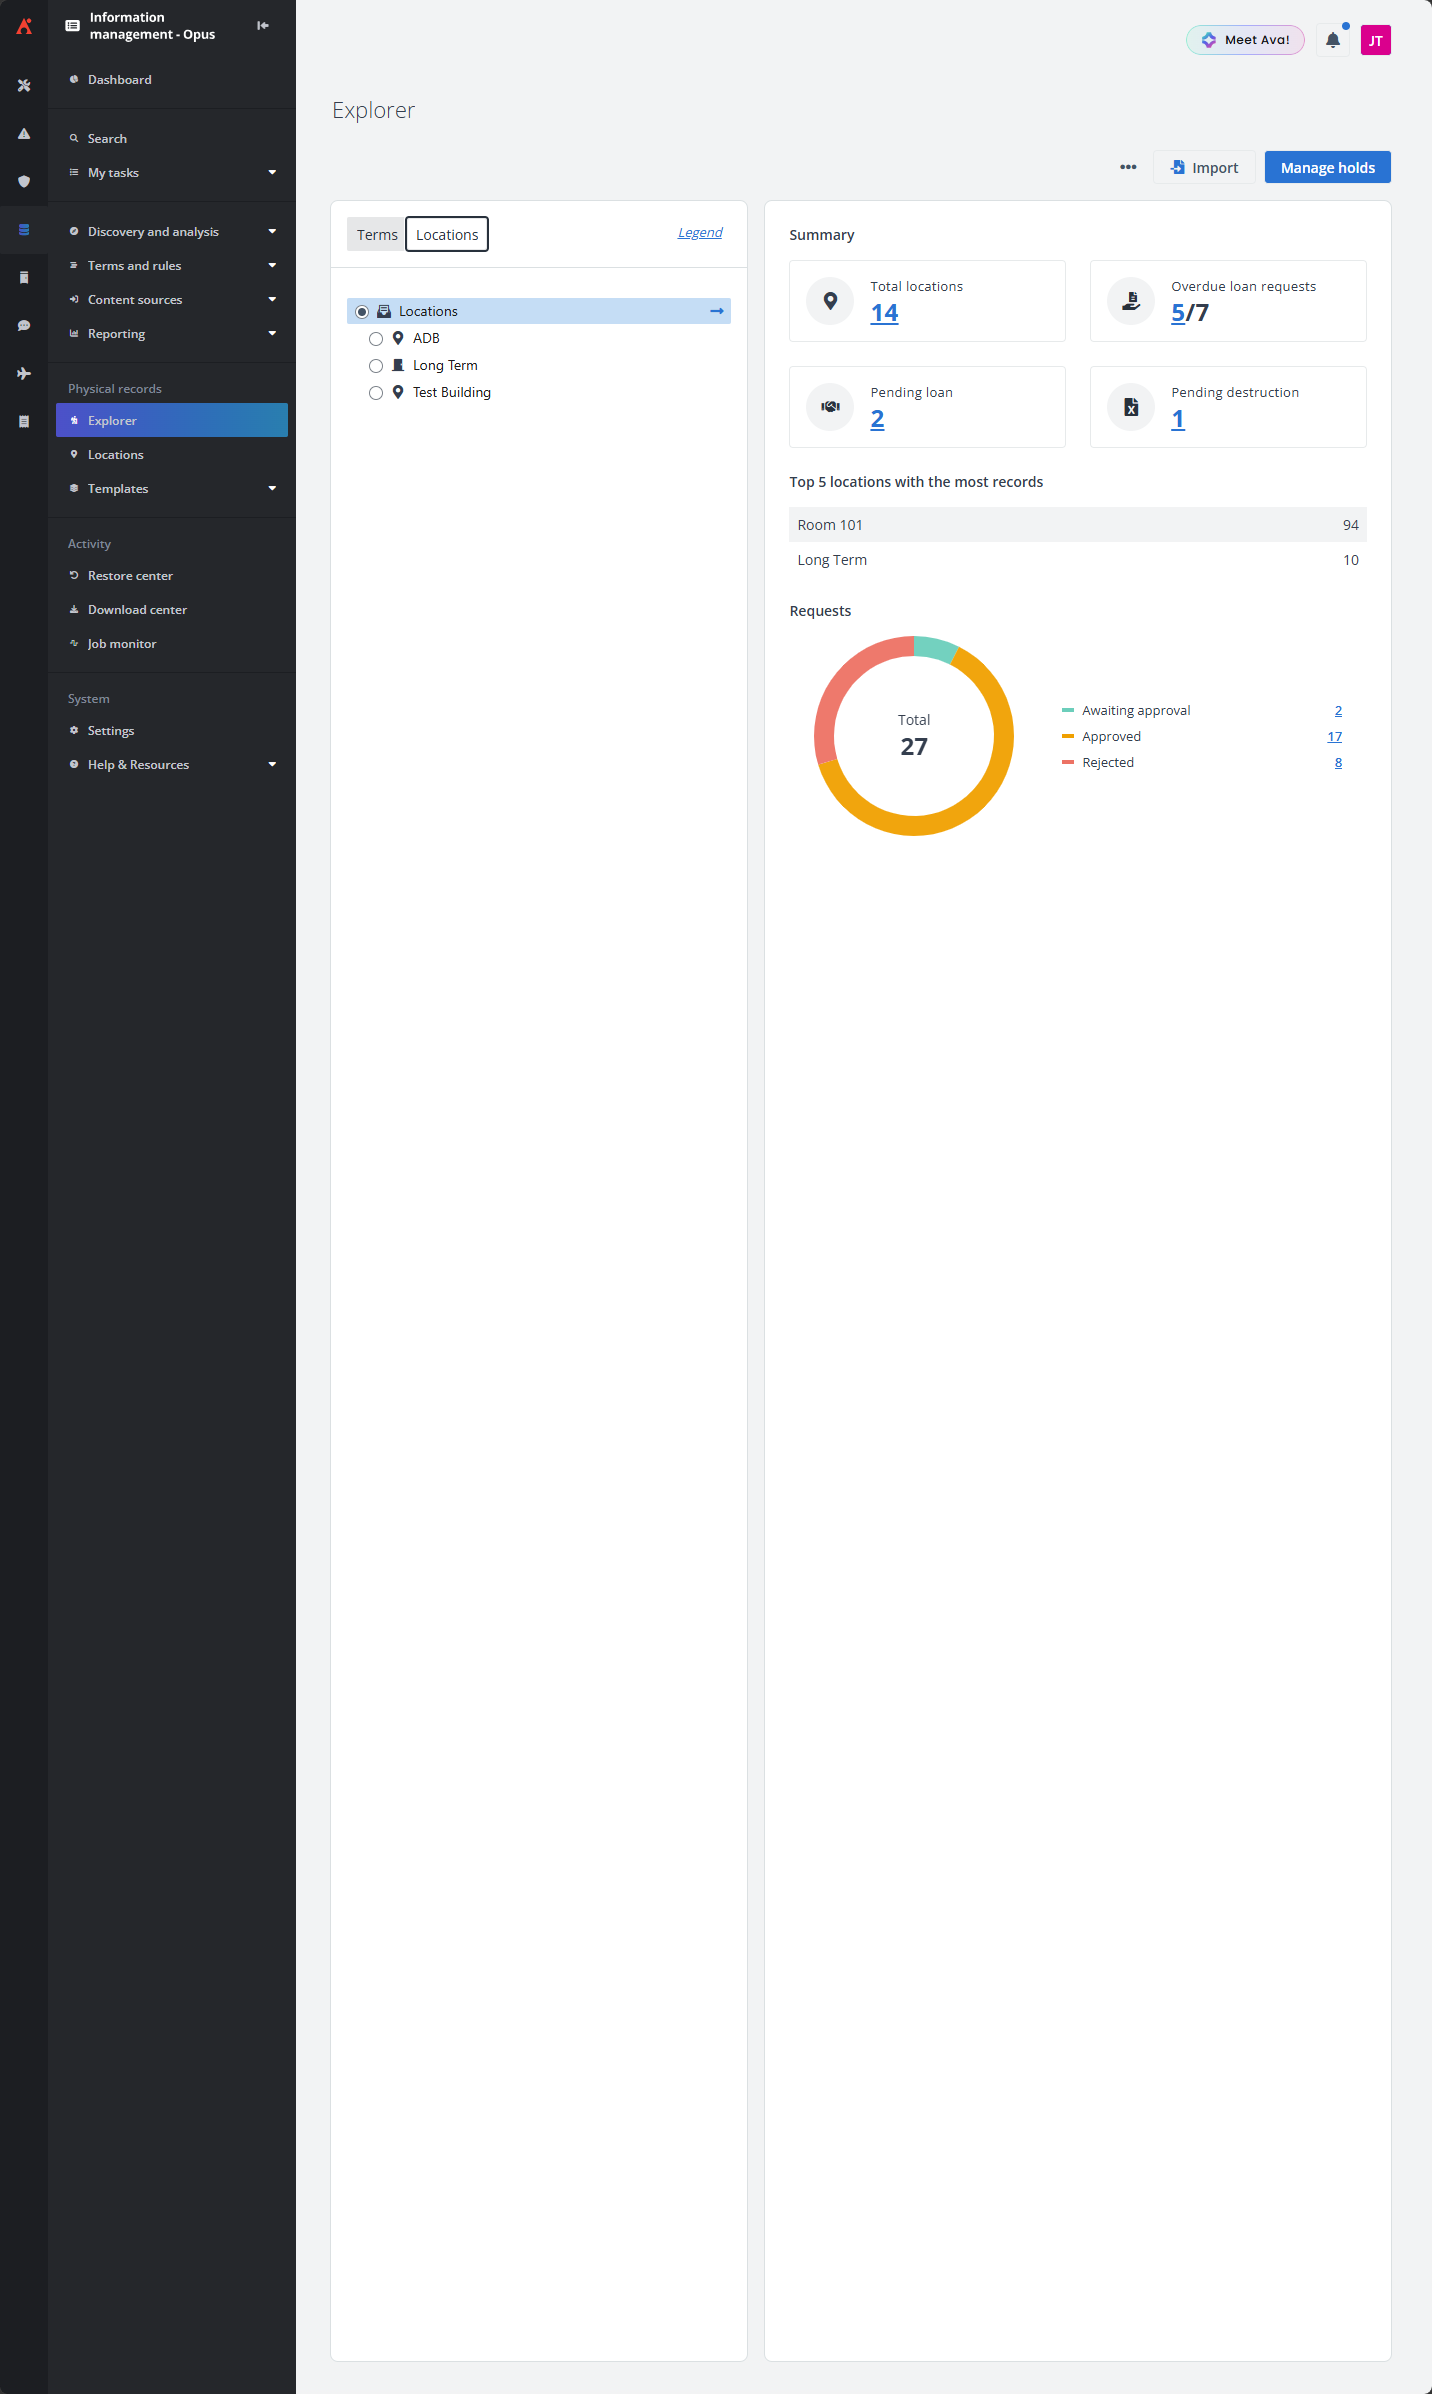 Information
management - Opus
Dashboard
Search
My tasks
Discovery and analysis
Terms and rules
Content sources
Reporting
Physical records
Explorer
Locations
Templates
Activity
Restore center
Download center
Job monitor
System
Settings
Help & Resources
Meet Ava!
JT
Explorer
Import
Manage holds
Terms
Locations
Legend
Locations
ADB
Long Term
Test Building
Summary
Total locations
14
Overdue loan requests
5/7
Pending loan
2
Pending destruction
1
Top 5 locations with the most records
Room 101 94
Long Term 10
Requests
Total
27
Awaiting approval 2
Approved 17
Rejected 8